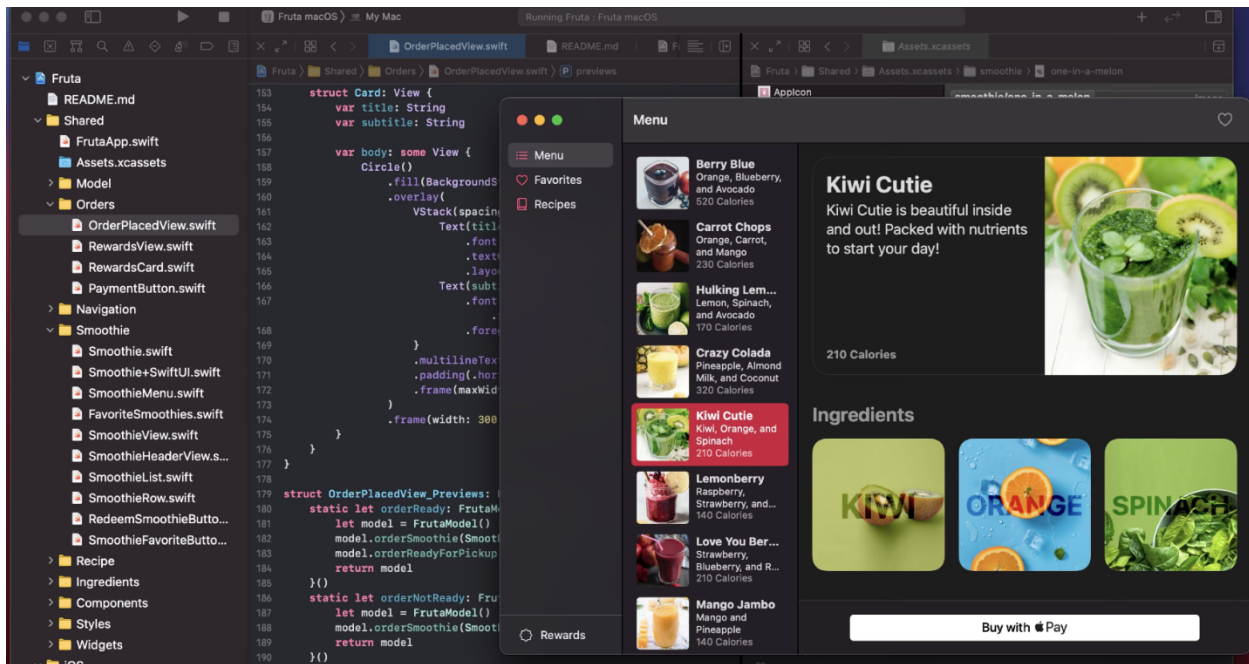 Fruta macOS
My Mac
Running Fruta : Fruta macOS
OrderPlacedView.swift
README.md
Assets.xcassets
Fruta
Shared
Orders
OrderPlacedView.swift
previews
Fruta
Shared
Assets.xcassets
smoothie
one-in-a-melon
Fruta
README.md
Shared
FrutaApp.swift
Assets.xcassets
Model
Orders
OrderPlacedView.swift
RewardsView.swift
RewardsCard.swift
PaymentButton.swift
Navigation
Smoothie
Smoothie.swift
Smoothie+SwiftUI.swift
SmoothieMenu.swift
FavoriteSmoothies.swift
SmoothieView.swift
SmoothieHeaderView.s...
SmoothieList.swift
SmoothieRow.swift
RedeemSmoothieButto...
SmoothieFavoriteButto...
Recipe
Ingredients
Components
Styles
Widgets
153 struct Card: View {
154 var title: String
155 var subtitle: String
156
157 var body: some View {
158 Circle()
159 .fill(BackgroundS
160 .overlay(
161 VStack(spacing
162 Text(titl
163 .font
164 .text
165 .layo
166 Text(subt
167 .font
168 .fore
169 }
170 .multilineTex
171 .padding(.hor
172 .frame(maxWid
173 )
174 .frame(width: 300
175 }
176 }
177 }
178
179 struct OrderPlacedView_Previews:
180 static let orderReady: FrutaM
181 let model = FrutaModel()
182 model.orderSmoothie(Smoot
183 model.orderReadyForPickup
184 return model
185 }()
186 static let orderNotReady: Fru
187 let model = FrutaModel()
188 model.orderSmoothie(Smoot
189 return model
190 }()
AppIcon
Menu
Menu
Favorites
Recipes
Rewards
Berry Blue
Orange, Blueberry,
and Avocado
520 Calories
Carrot Chops
Orange, Carrot,
and Mango
230 Calories
Hulking Lem...
Lemon, Spinach,
and Avocado
170 Calories
Crazy Colada
Pineapple, Almond
Milk, and Coconut
320 Calories
Kiwi Cutie
Kiwi, Orange, and
Spinach
210 Calories
Lemonberry
Raspberry,
Strawberry, and...
140 Calories
Love You Ber...
Strawberry,
Blueberry, and R...
210 Calories
Mango Jambo
Mango and
Pineapple
140 Calories
Kiwi Cutie
Kiwi Cutie is beautiful inside
and out! Packed with nutrients
to start your day!
210 Calories
Ingredients
KIWI
ORANGE
SPINACH
Buy with Pay